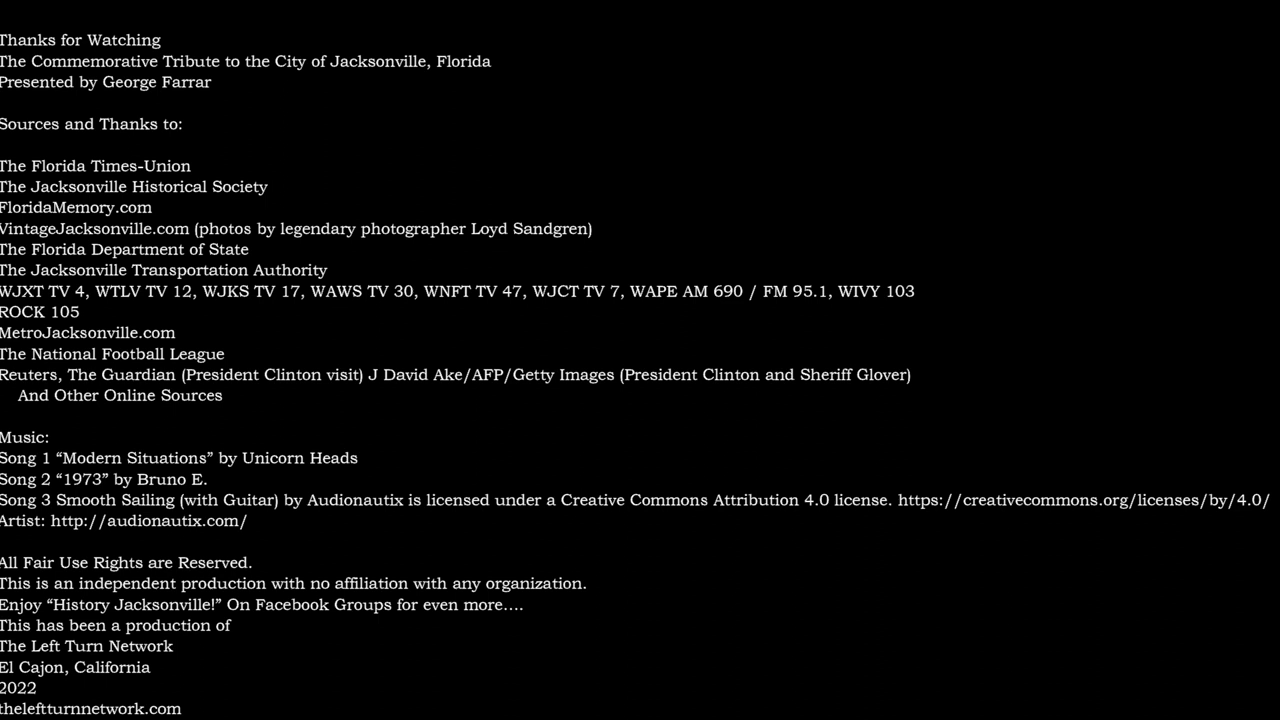 Thanks for Watching
The Commemorative Tribute to the City of Jacksonville, Florida
Presented by George Farrar
Sources and Thanks to:
The Florida Times-Union
The Jacksonville Historical Society
FloridaMemory.com
VintageJacksonville.com (photos by legendary photographer Loyd Sandgren)
The Florida Department of State
The Jacksonville Transportation Authority
WJXT TV 4, WTLV TV 12, WJKS TV 17, WAWS TV 30, WNFT TV 47, WJCT TV 7, WAPE AM 690 / FM 95.1, WIVY 103
ROCK 105
MetroJacksonville.com
The National Football League
Reuters, The Guardian (President Clinton visit) J David Ake/AFP/Getty Images (President Clinton and Sheriff Glover)
And Other Online Sources
Music:
Song 1 “Modern Situations” by Unicorn Heads
Song 2 “1973” by Bruno E.
Song 3 Smooth Sailing (with Guitar) by Audionautix is licensed under a Creative Commons Attribution 4.0 license. https://creativecommons.org/licenses/by/4.0/
Artist: http://audionautix.com/
All Fair Use Rights are Reserved.
This is an independent production with no affiliation with any organization.
Enjoy “History Jacksonville!” On Facebook Groups for even more….
This has been a production of
The Left Turn Network
El Cajon, California
2022
theleftturnnetwork.com